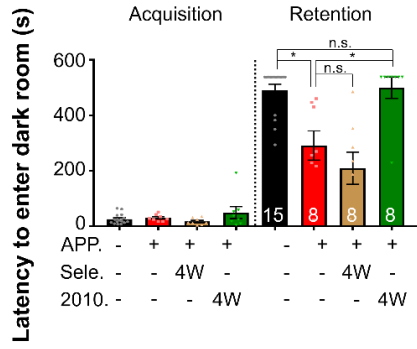 Acquisition Retention
Latency to enter dark room (s)
n.s.
* *
n.s.
600
400
200
0
15 8 8 8
APP. - + + + - + + +
Sele. - - 4W - - - 4W -
2010. - - - 4W - - - 4W